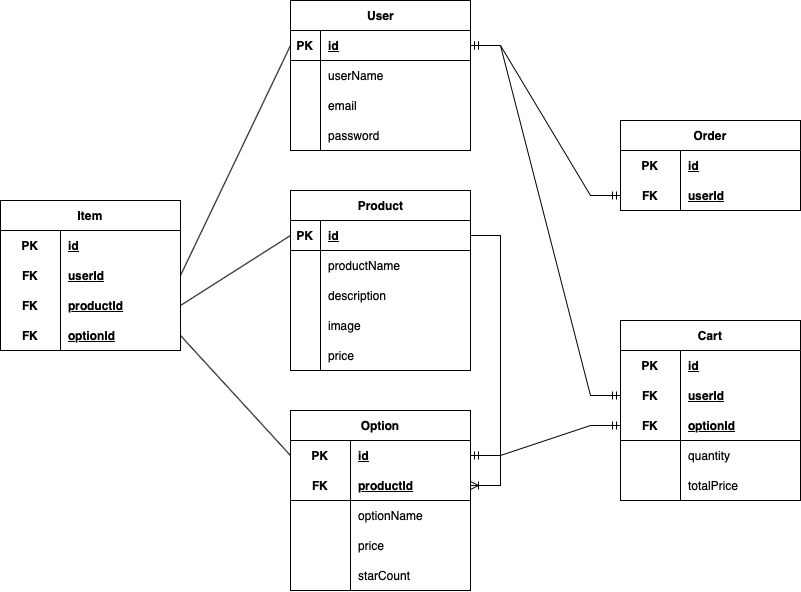 User
PK id
userName
email
password
Order
PK id
FK userId
Product
PK id
productName
description
image
price
Item
PK id
FK userId
FK productId
FK optionId
Cart
PK id
FK userId
FK optionId
quantity
totalPrice
Option
PK id
FK productId
optionName
price
starCount